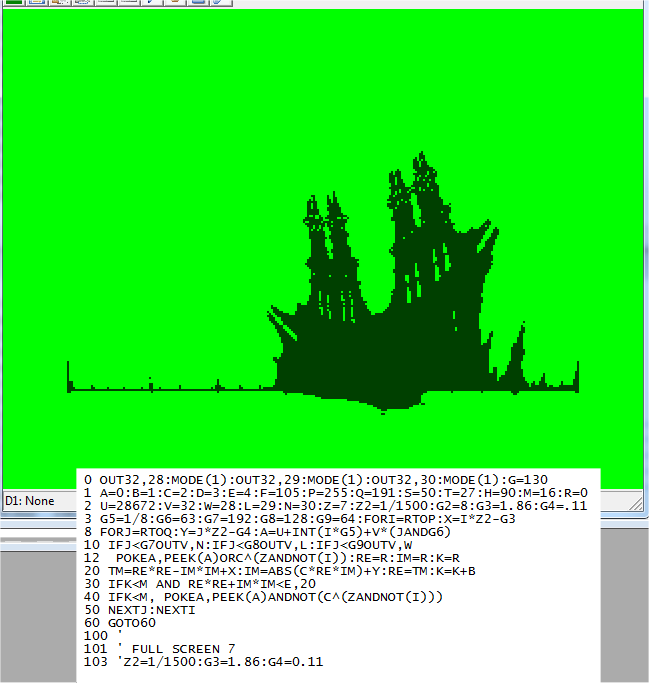 D1: None
0 OUT32,28:MODE(1):OUT32,29:MODE(1):OUT32,30:MODE(1):G=130
1 A=0:B=1:C=2:D=3:E=4:F=105:P=255:Q=191:S=50:T=27:H=90:M=16:R=0
2 U=28672:V=32:W=28:L=29:N=30:Z=7:Z2=1/1500:G2=8:G3=1.86:G4=.11
3 G5=1/8:G6=63:G7=192:G8=128:G9=64:FORI=RTOP:X=I*Z2-G3
8 FORJ=RTOQ:Y=J*Z2-G4:A=U+INT(I*G5)+V*(JANDG6)
10 IFJ<G7OUTV,N:IFJ<G8OUTV,L:IFJ<G9OUTV,W
12  POKEA,PEEK(A)ORC^(ZANDNOT(I)):RE=R:IM=R:K=R
20 TM=RE*RE-IM*IM+X:IM=ABS(C*RE*IM)+Y:RE=TM:K=K+B
30 IFK<M AND RE*RE+IM*IM<E,20
40 IFK<M, POKEA,PEEK(A)ANDNOT(C^(ZANDNOT(I)))
50 NEXTJ:NEXTI
60 GOTO60
100 '
101 ' FULL SCREEN 7
103 'Z2=1/1500:G3=1.86:G4=0.11